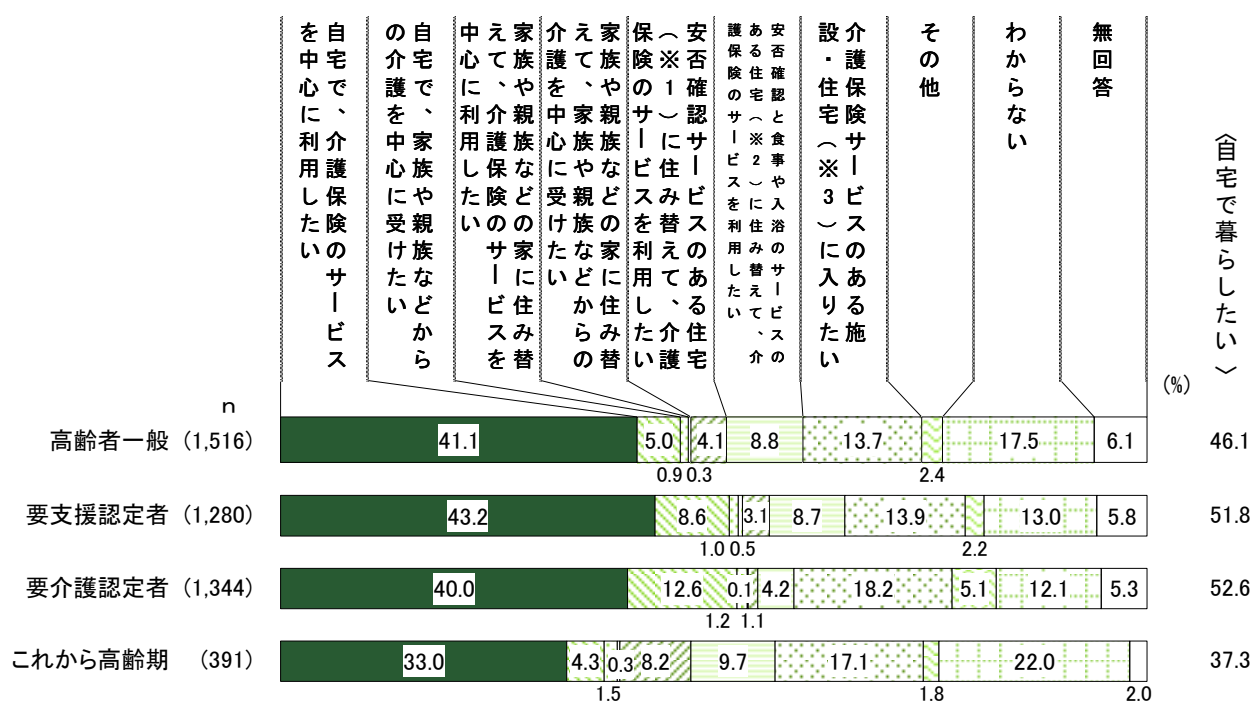 自宅で、介護保険のサービス
を中心に利用したい
自宅で、家族や親族などから
の介護を中心に受けたい
家族や親族などの家に住み替
えて、介護保険のサービスを
中心に利用したい
家族や親族などの家に住み替
えて、家族や親族などからの
介護を中心に受けたい
安否確認サービスのある住宅
（※１）に住み替えて、介護
保険のサービスを利用したい
安否確認と食事や入浴のサービスの
ある住宅（※２）に住み替えて、介
護保険のサービスを利用したい
介護保険サービスのある施
設・住宅（※３）に入りたい
その他
わからない
無回答
〈自宅で暮らしたい〉
(%)
n
高齢者一般 (1,516) 41.1 5.0 4.1 8.8 13.7 17.5 6.1 46.1
0.9 0.3 2.4
要支援認定者 (1,280) 43.2 8.6 3.1 8.7 13.9 13.0 5.8 51.8
1.0 0.5 2.2
要介護認定者 (1,344) 40.0 12.6 0.1 4.2 18.2 5.1 12.1 5.3 52.6
1.2 1.1
これから高齢期 (391) 33.0 4.3 0.3 8.2 9.7 17.1 22.0 37.3
1.5 1.8 2.0